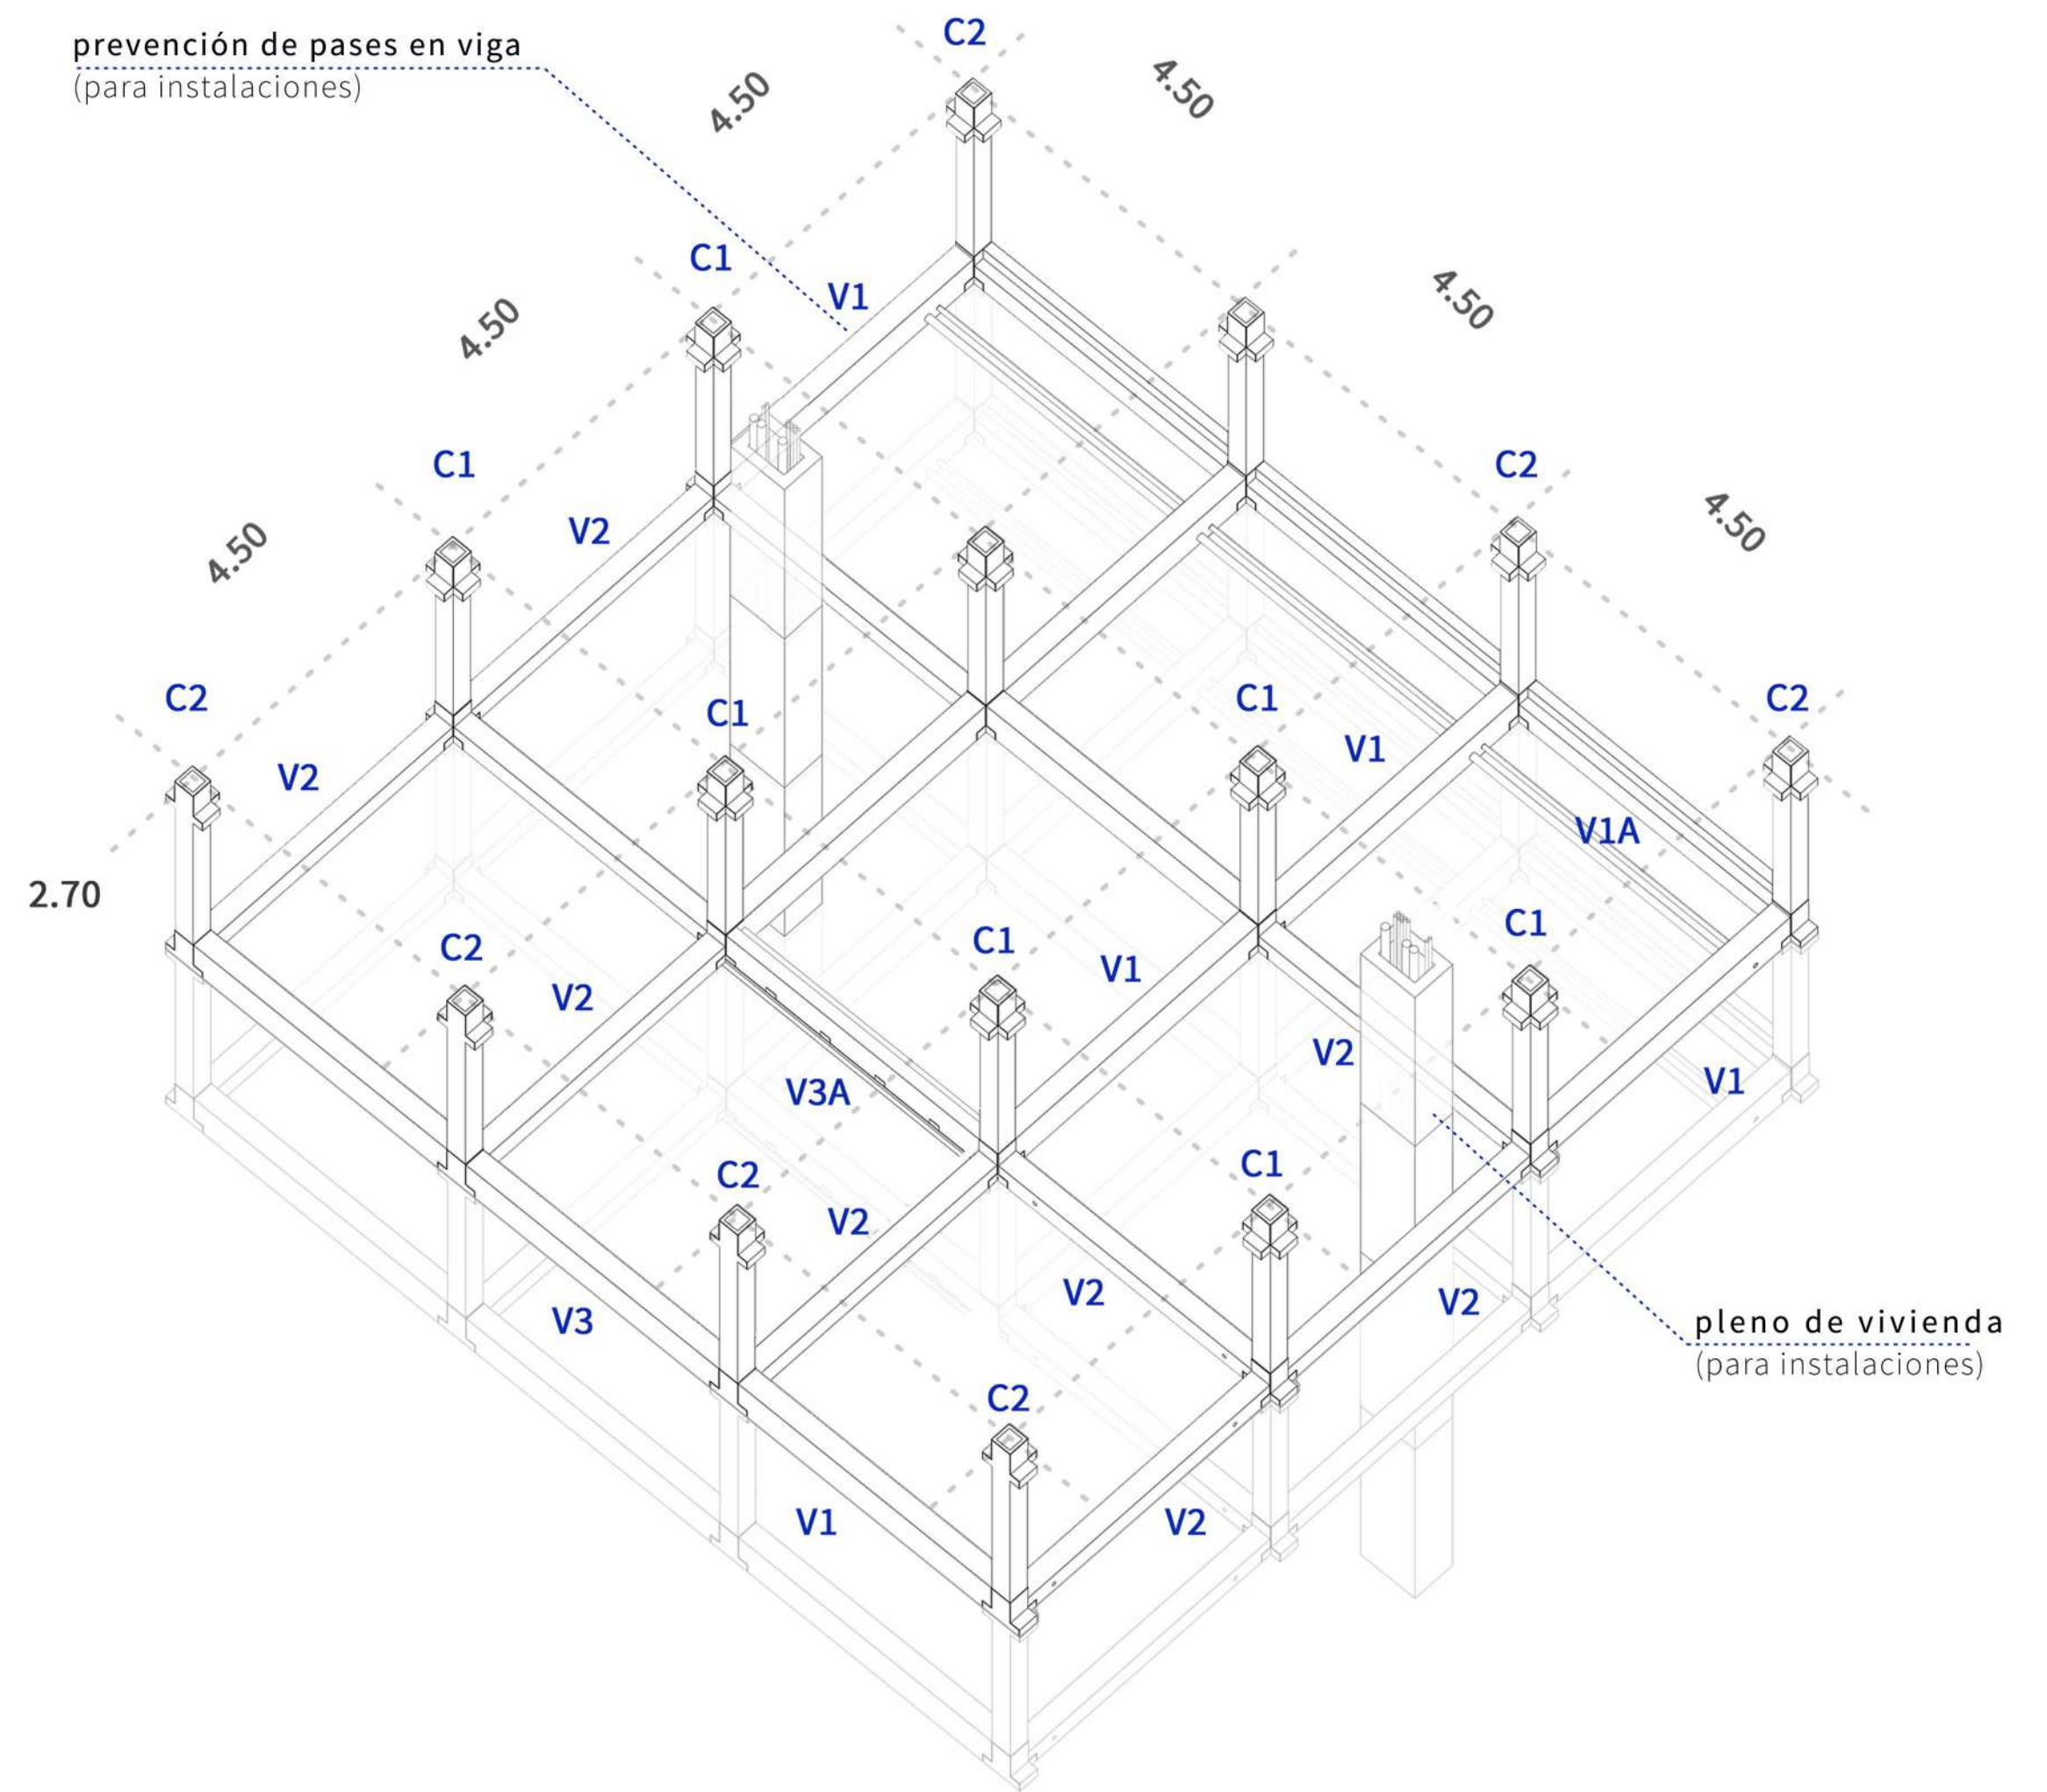 C2
prevención de pases en viga
(para instalaciones)
4.50
4.50
C1
V1
4.50
4.50
C1
C2
V2
4.50
4.50
C2
C1
C1
C2
V1
V2
V1A
2.70
C2
C1
C1
V2
V1
V2
V3A
V1
C2
C1
V2
V2
V2
V3
pleno de vivienda
(para instalaciones)
C2
V1
V2